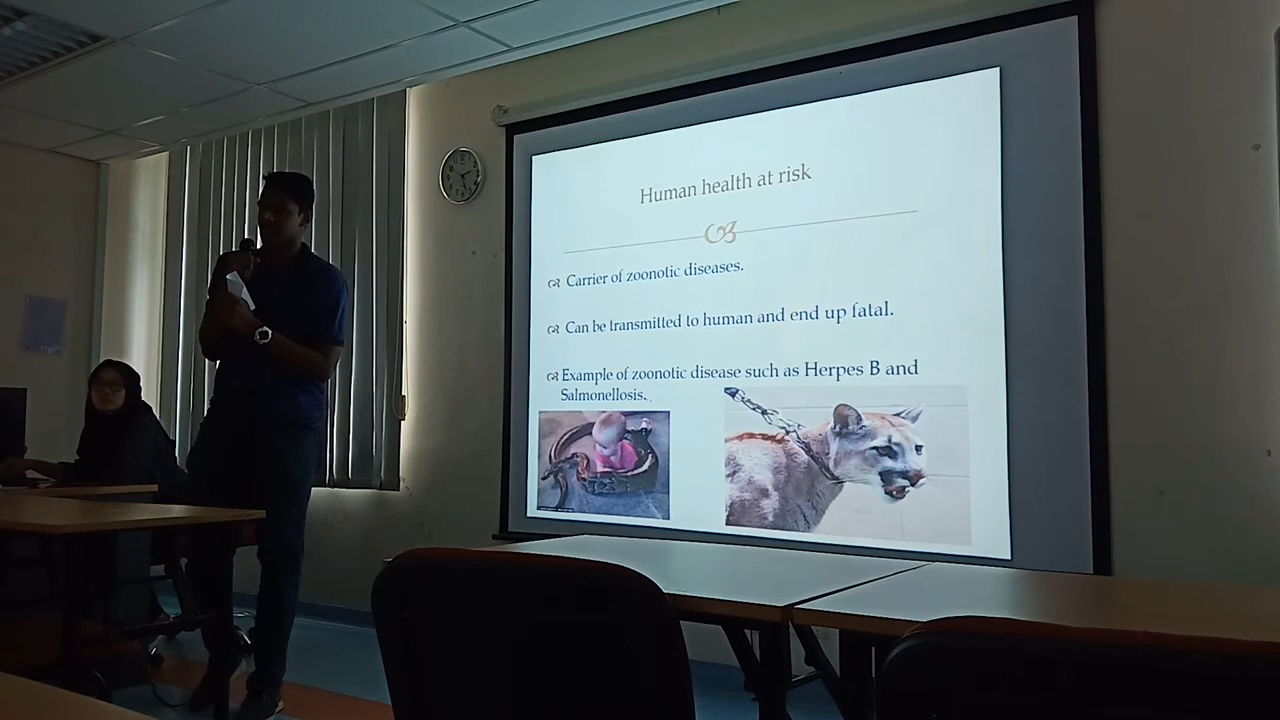 Human health at risk
Carrier of zoonotic diseases.
Can be transmitted to human and end up fatal.
Example of zoonotic disease such as Herpes B and
Salmonellosis.